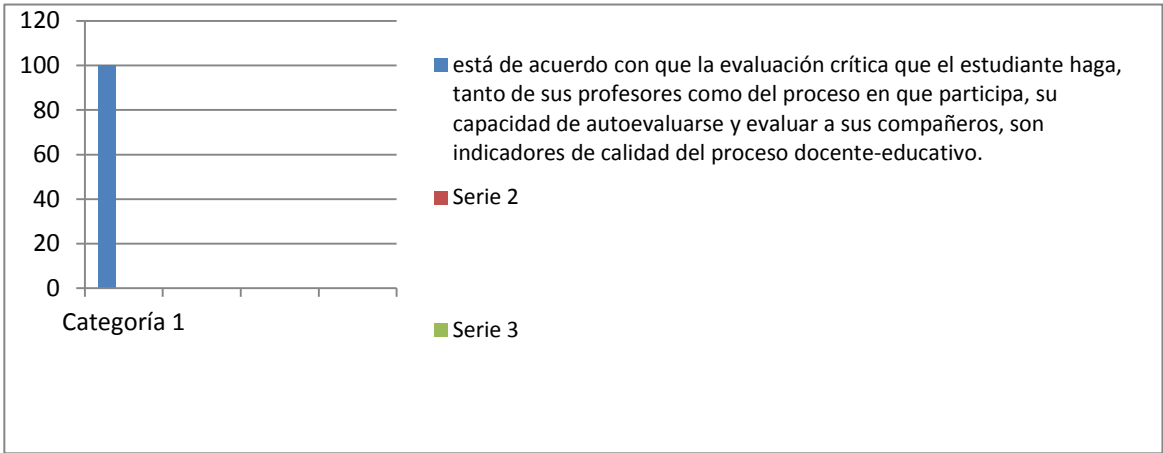 120
100
80
60
40
20
0
Categoría 1
está de acuerdo con que la evaluación crítica que el estudiante haga,
tanto de sus profesores como del proceso en que participa, su
capacidad de autoevaluarse y evaluar a sus compañeros, son
indicadores de calidad del proceso docente-educativo.
Serie 2
Serie 3